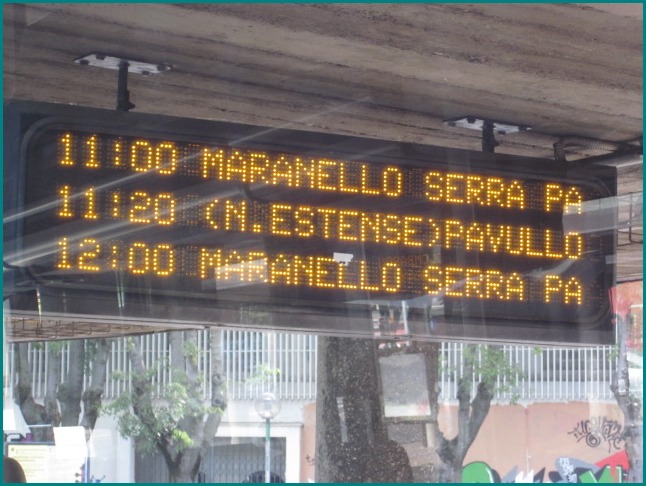 11:00 MARANELLO SERRA PA
11:20 (N.ESTENSE)PAVULLO
12:00 MARANELLO SERRA PA